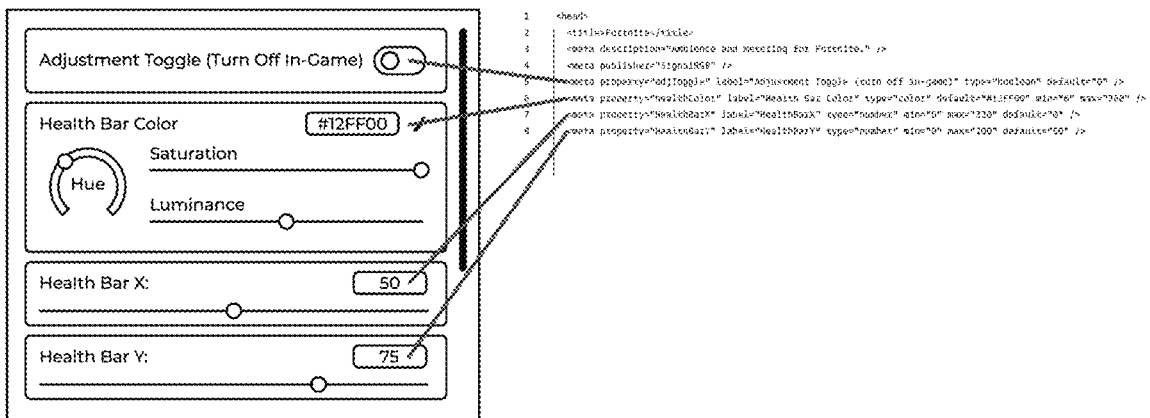 Adjustment Toggle (Turn Off In-Game)
Health Bar Color
#12FF00
Hue
Saturation
Luminance
Health Bar X:
50
Health Bar Y:
75
1 <head>
2 <title>Fortnite</title>
3 <meta description="Ambience and metering for Fortnite." />
4 <meta publisher="SignalRGB" />
5 <meta property="adjToggle" label="Adjustment Toggle (turn off in-game)" type="boolean" default="0" />
6 meta property="healthColor" label="Health Bar Color" type="color" default="#12FF00" min="0" max="360" />
7 <meta property="HealthBarX" label="HealthBarX" type="number" min="0" max="320" default="0" />
<meta property="HealthBarY" label="HealthBarY" type="number" min="0" max="200" default="50" />